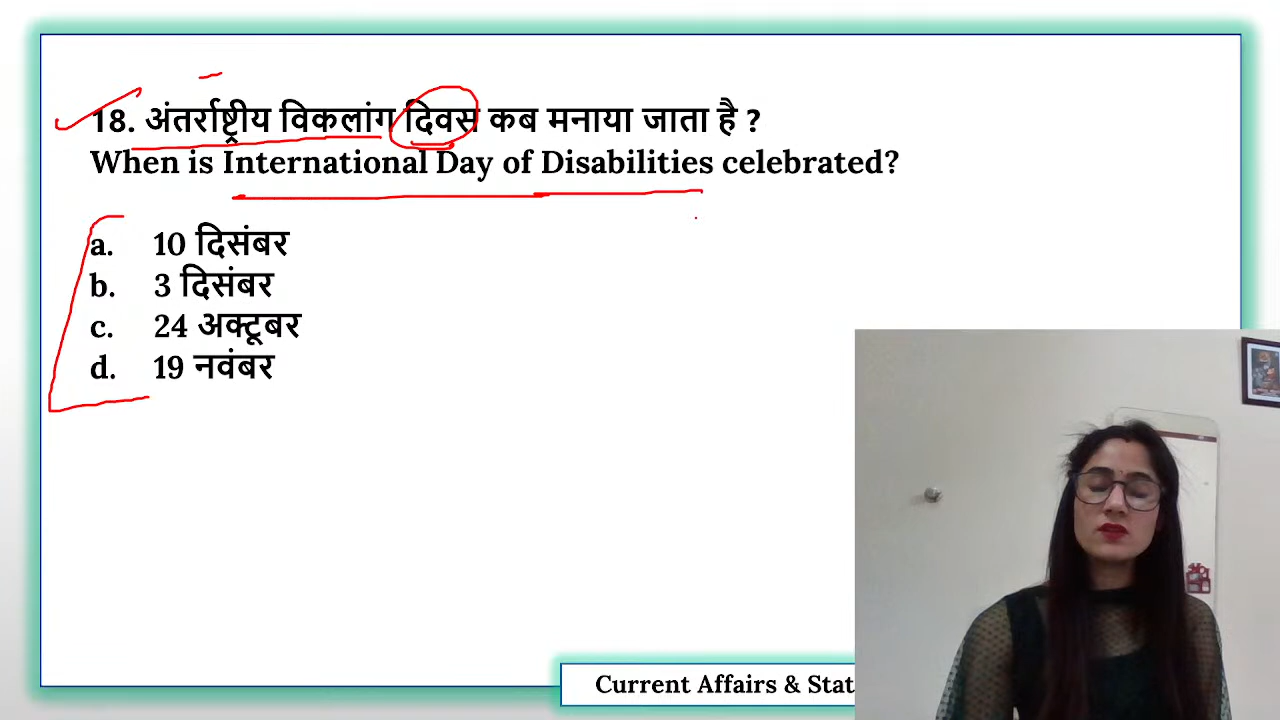 18. अंतर्राष्ट्रीय विकलांग दिवस कब मनाया जाता है ?
When is International Day of Disabilities celebrated?
a. 10 दिसंबर
b. 3 दिसंबर
c. 24 अक्टूबर
d. 19 नवंबर
Current Affairs & Stat